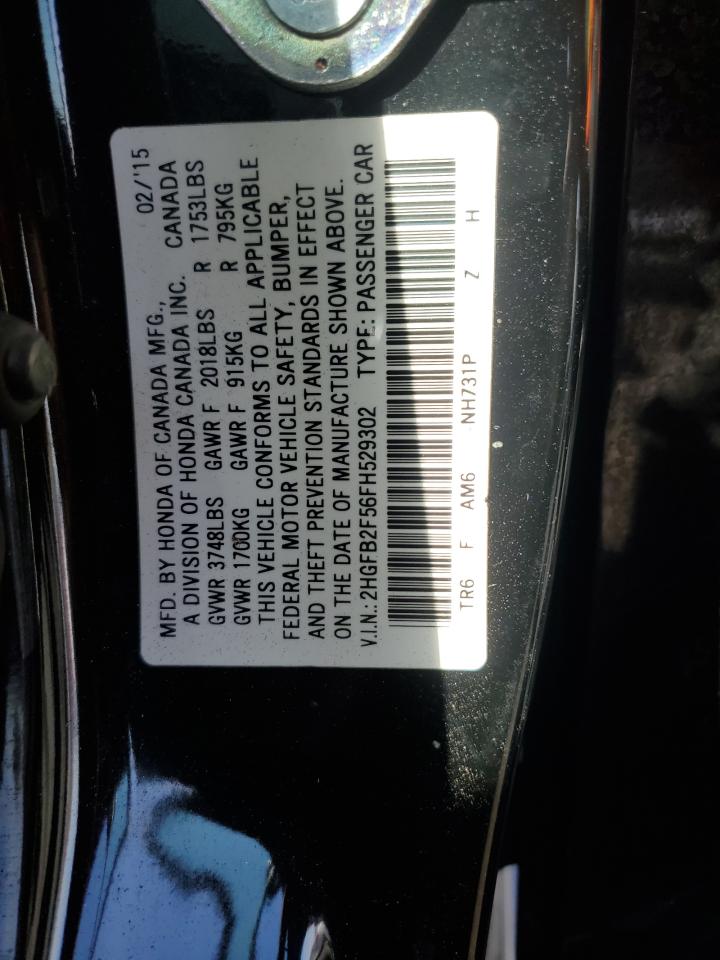 MFD. BY HONDA OF CANADA MFG., 02/'15
A DIVISION OF HONDA CANADA INC. CANADA
GVWR 3748LBS GAWR F 2018LBS R 1753LBS
GVWR 1700KG GAWR F 915KG R 795KG
THIS VEHICLE CONFORMS TO ALL APPLICABLE
FEDERAL MOTOR VEHICLE SAFETY, BUMPER,
AND THEFT PREVENTION STANDARDS IN EFFECT
ON THE DATE OF MANUFACTURE SHOWN ABOVE.
V.I.N.: 2HGFB2F56FH529302 TYPE: PASSENGER CAR
TR6 F AM6 NH731P Z H